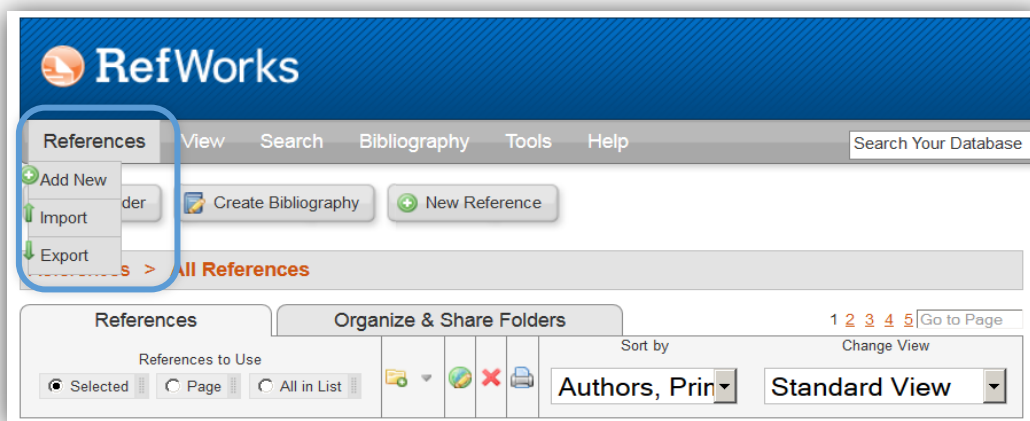 RefWorks
References View Search Bibliography Tools Help Search Your Database
Add New
Import
Export
der Create Bibliography New Reference
> All References
References Organize & Share Folders 1 2 3 4 5 Go to Page
References to Use Sort by Change View
Selected Page All in List Authors, Prin Standard View